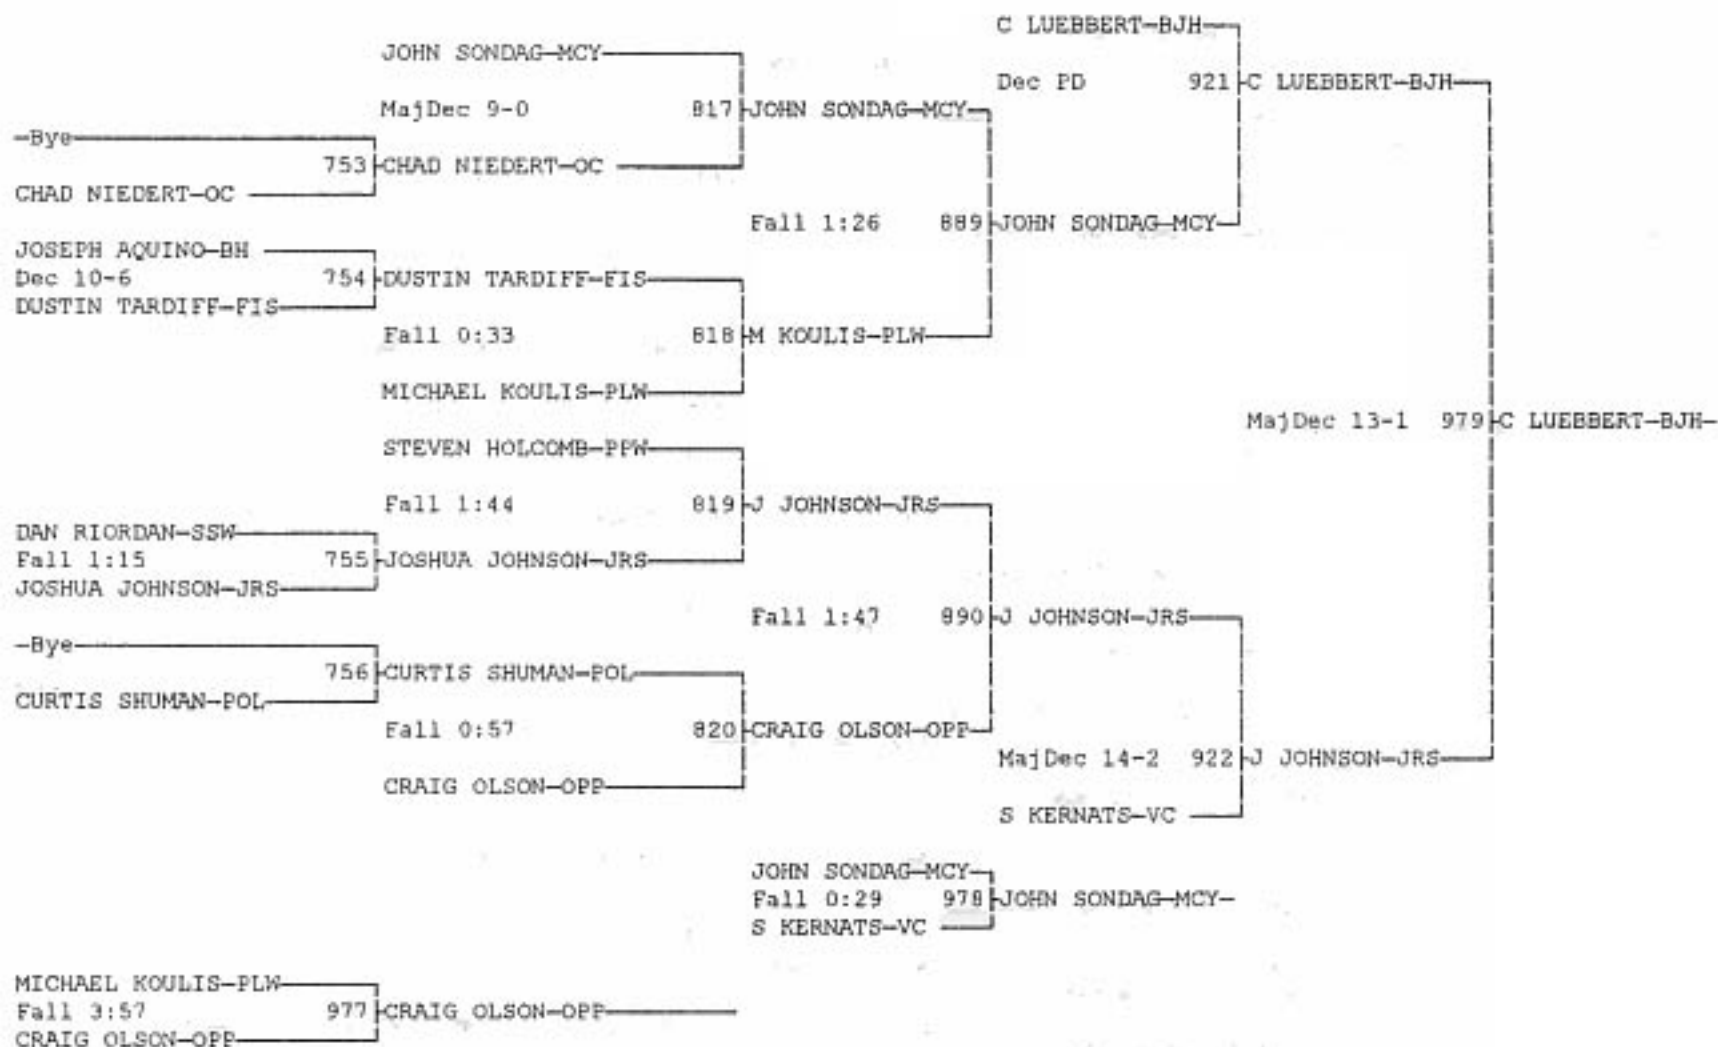 C LUEBBERT-BJH
JOHN SONDAG-MCY
Dec PD 921 C LUEBBERT-BJH
MajDec 9-0 817 JOHN SONDAG-MCY
-Bye
753 CHAD NIEDERT-OC
CHAD NIEDERT-OC
Fall 1:26 889 JOHN SONDAG-MCY
JOSEPH AQUINO-BH
Dec 10-6 754 DUSTIN TARDIFF-FIS
DUSTIN TARDIFF-FIS
Fall 0:33 818 M KOULIS-PLW
MICHAEL KOULIS-PLW
MajDec 13-1 979 C LUEBBERT-BJH-
STEVEN HOLCOMB-PPW
Fall 1:44 819 J JOHNSON-JRS
DAN RIORDAN-SSW
Fall 1:15 755 JOSHUA JOHNSON-JRS
JOSHUA JOHNSON-JRS
Fall 1:47 890 J JOHNSON-JRS
-Bye
756 CURTIS SHUMAN-POL
CURTIS SHUMAN-POL
Fall 0:57 820 CRAIG OLSON-OPP
MajDec 14-2 922 J JOHNSON-JRS
CRAIG OLSON-OPP
S KERNATS-VC
JOHN SONDAG-MCY
Fall 0:29 978 JOHN SONDAG-MCY-
S KERNATS-VC
MICHAEL KOULIS-PLW
Fall 3:57 977 CRAIG OLSON-OPP
CRAIG OLSON-OPP